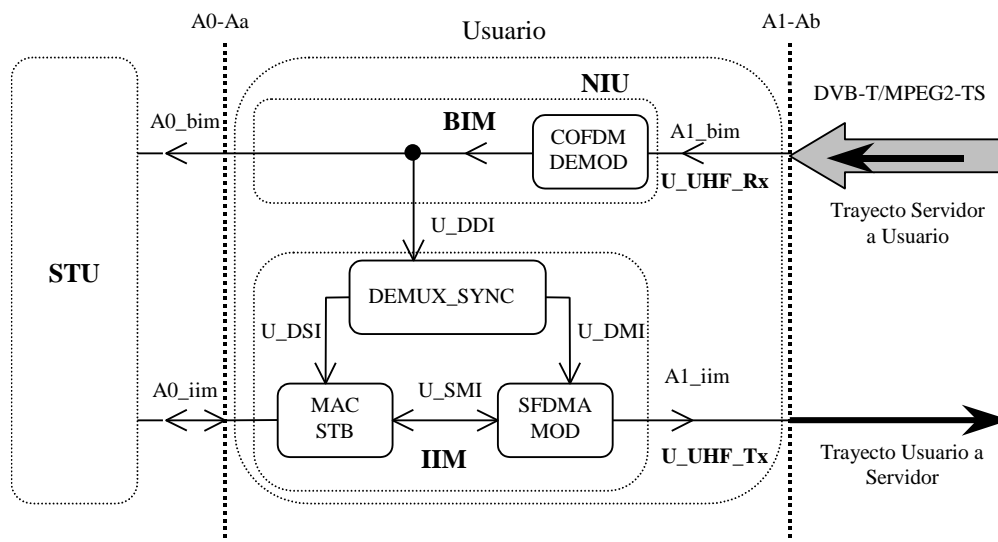 A0-Aa
A1-Ab
Usuario
NIU
DVB-T/MPEG2-TS
A0_bim
BIM
COFDM
DEMOD
A1_bim
U_UHF_Rx
Trayecto Servidor
a Usuario
U_DDI
STU
DEMUX_SYNC
U_DSI
U_DMI
A0_iim
MAC
STB
U_SMI
SFDMA
MOD
A1_iim
IIM
U_UHF_Tx
Trayecto Usuario a
Servidor